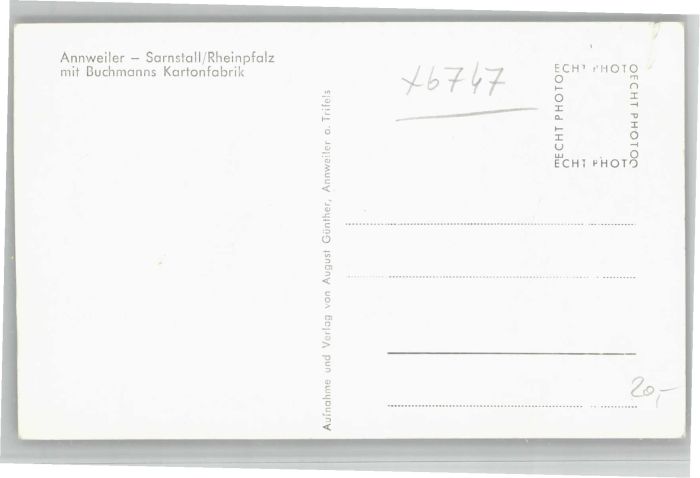 Annweiler – Sarnstall/Rheinpfalz
mit Buchmanns Kartonfabrik
Aufnahme und Verlag von August Günther, Annweiler a. Trifels
x6747
ECHT PHOTO
ECHT PHOTO
ECHT PHOTO
ECHT PHOTO
20,-